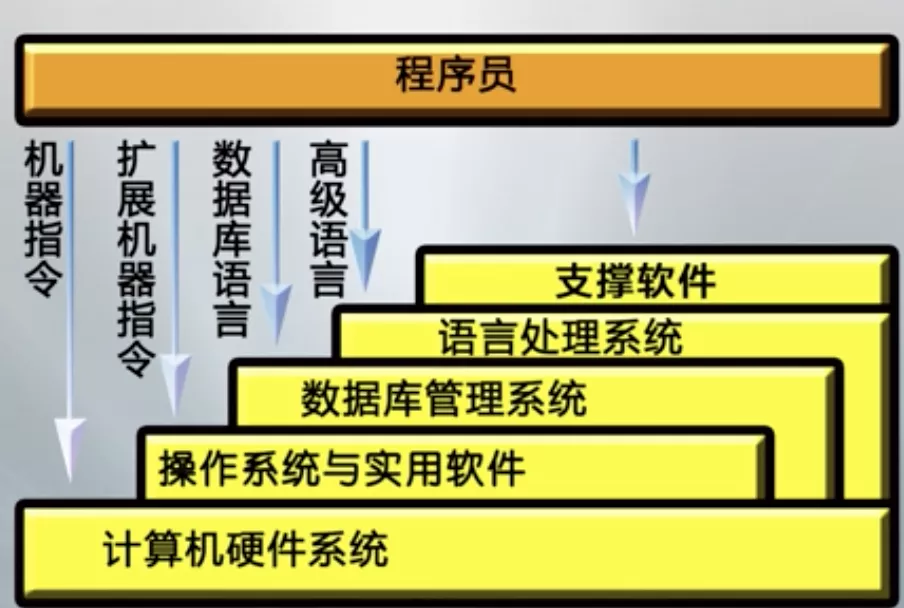 程序员
机器指令
扩展机器指令
数据库语言
高级语言
支撑软件
语言处理系统
数据库管理系统
操作系统与实用软件
计算机硬件系统